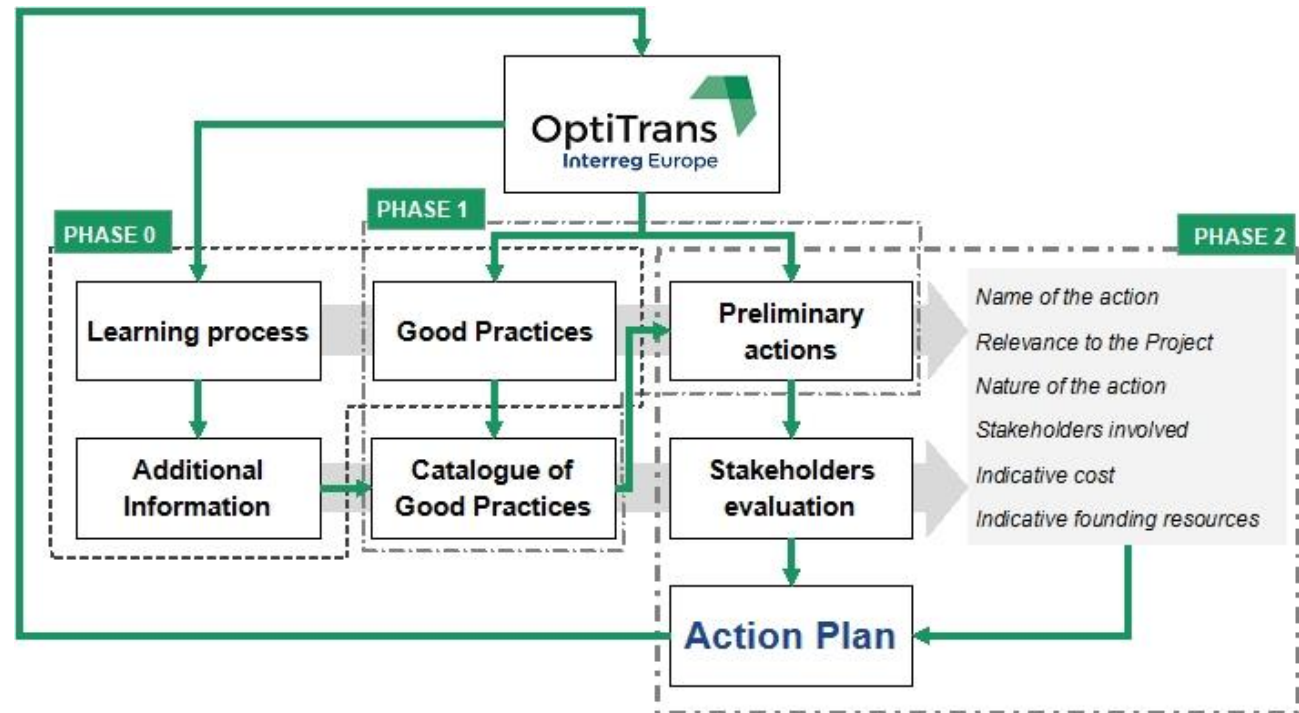 OptiTrans
Interreg Europe
PHASE 0
PHASE 1
PHASE 2
Learning process
Good Practices
Preliminary
actions
Name of the action
Relevance to the Project
Nature of the action
Stakeholders involved
Indicative cost
Indicative founding resources
Additional
Information
Catalogue of
Good Practices
Stakeholders
evaluation
Action Plan